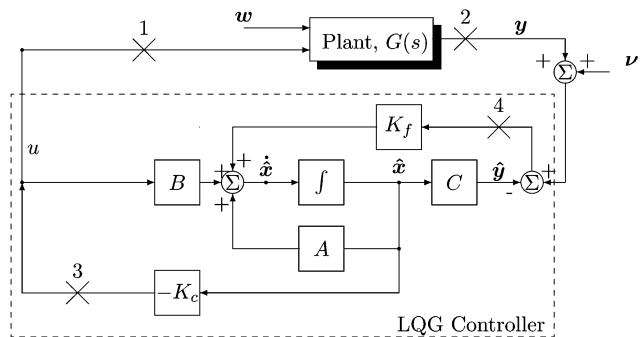 1
w
Plant, G(s)
2
y
+
+
Σ
ν
4
K_f
u
+
B
+
Σ
ẋ̂
∫
x̂
C
ŷ
+
Σ
-
+
A
3
−K_c
LQG Controller